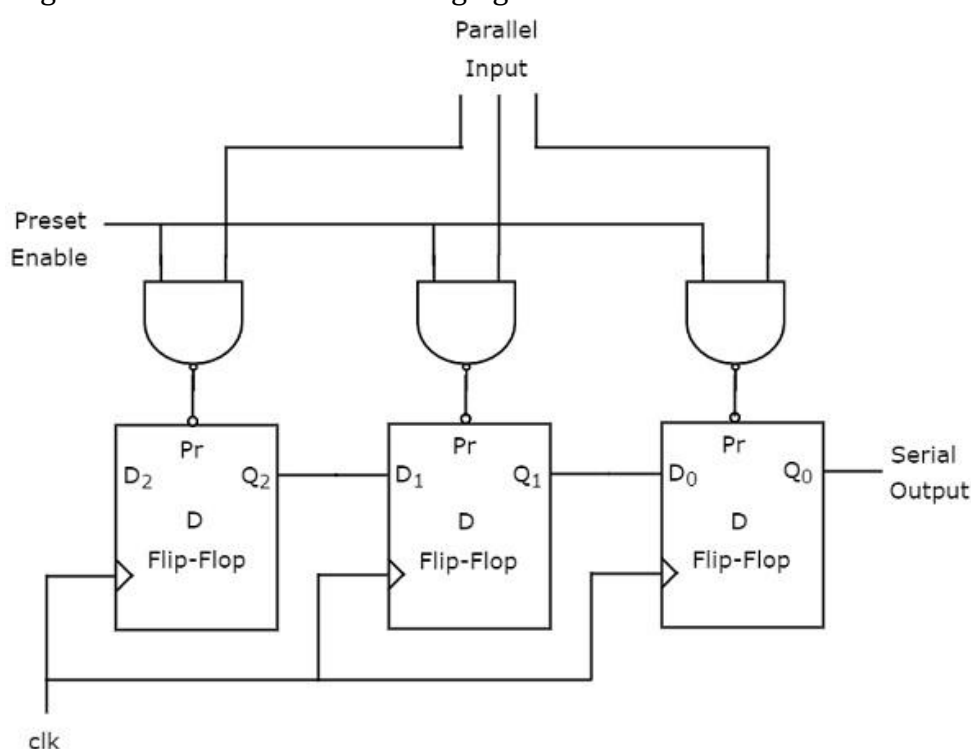 Parallel
Input
Preset
Enable
Pr
Pr
Pr
D₂
Q₂
D₁
Q₁
D₀
Q₀
Serial
Output
D
Flip-Flop
D
Flip-Flop
D
Flip-Flop
clk